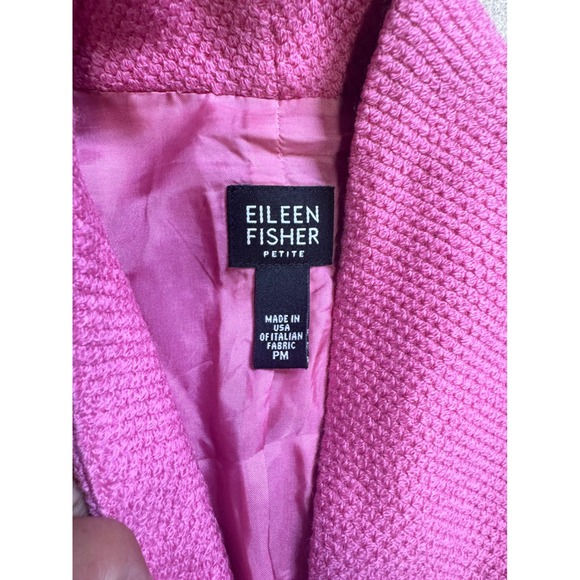 EILEEN
FISHER
PETITE
MADE IN
USA
OF ITALIAN
FABRIC
PM